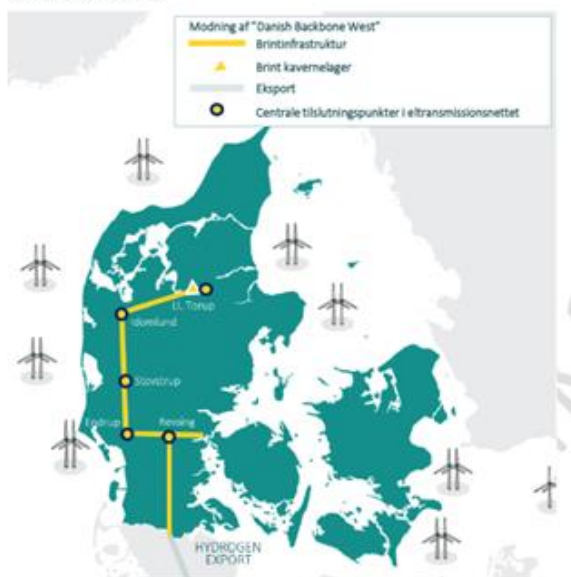 Modning af "Danish Backbone West"
Brintinfrastruktur
Brint kavernelager
Eksport
Centrale tilslutningspunkter i eltransmissionsnettet
Ll. Torup
Idomlund
Stovstrup
Endrup
Revsing
HYDROGEN
EXPORT